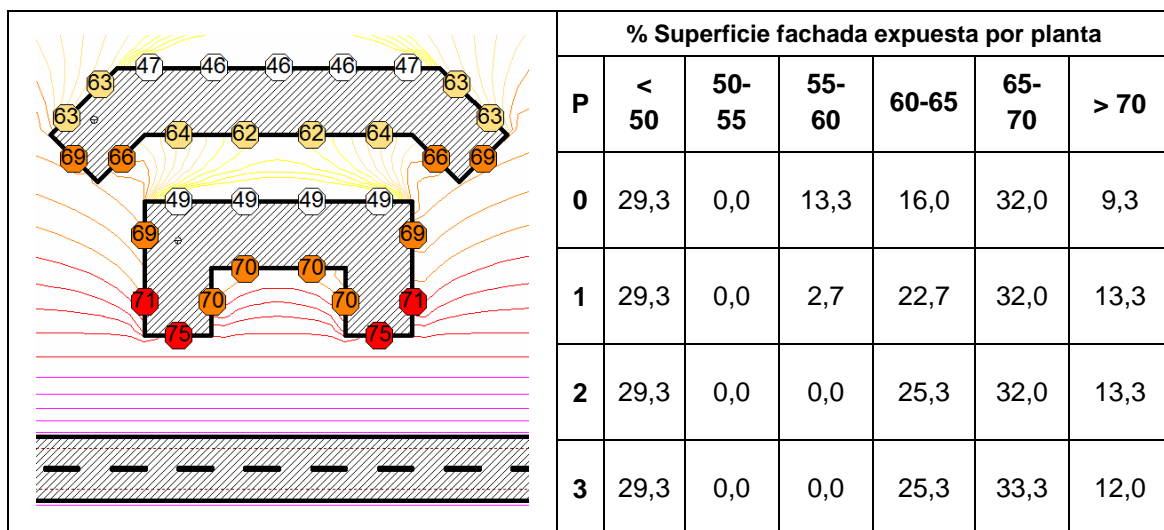 47 46 46 46 47
63 63
63 63
64 62 62 64
69 66 66 69
49 49 49 49
69 69
70 70
71 70 70 71
75 75
% Superficie fachada expuesta por planta
P < 50 50-55 55-60 60-65 65-70 > 70
0 29,3 0,0 13,3 16,0 32,0 9,3
1 29,3 0,0 2,7 22,7 32,0 13,3
2 29,3 0,0 0,0 25,3 32,0 13,3
3 29,3 0,0 0,0 25,3 33,3 12,0